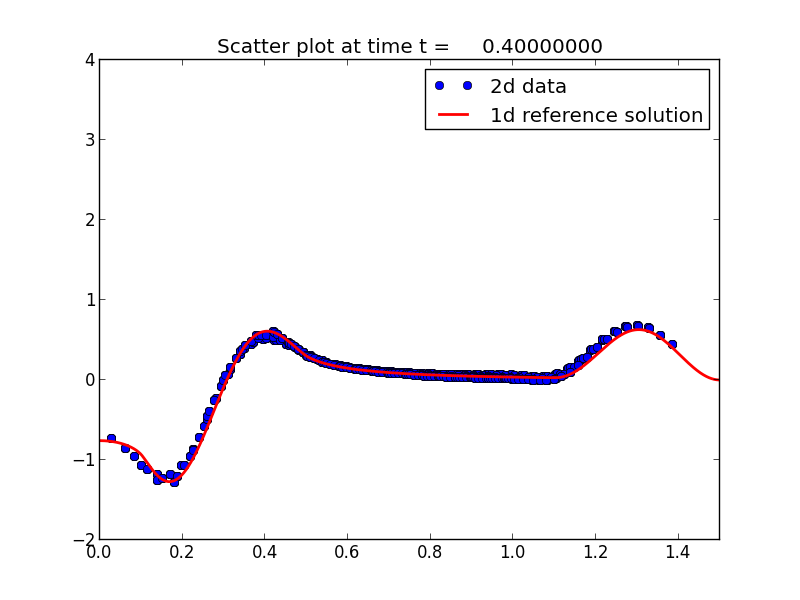 Scatter plot at time t =     0.40000000
2d data
1d reference solution
4
3
2
1
0
−1
−2
0.0 0.2 0.4 0.6 0.8 1.0 1.2 1.4